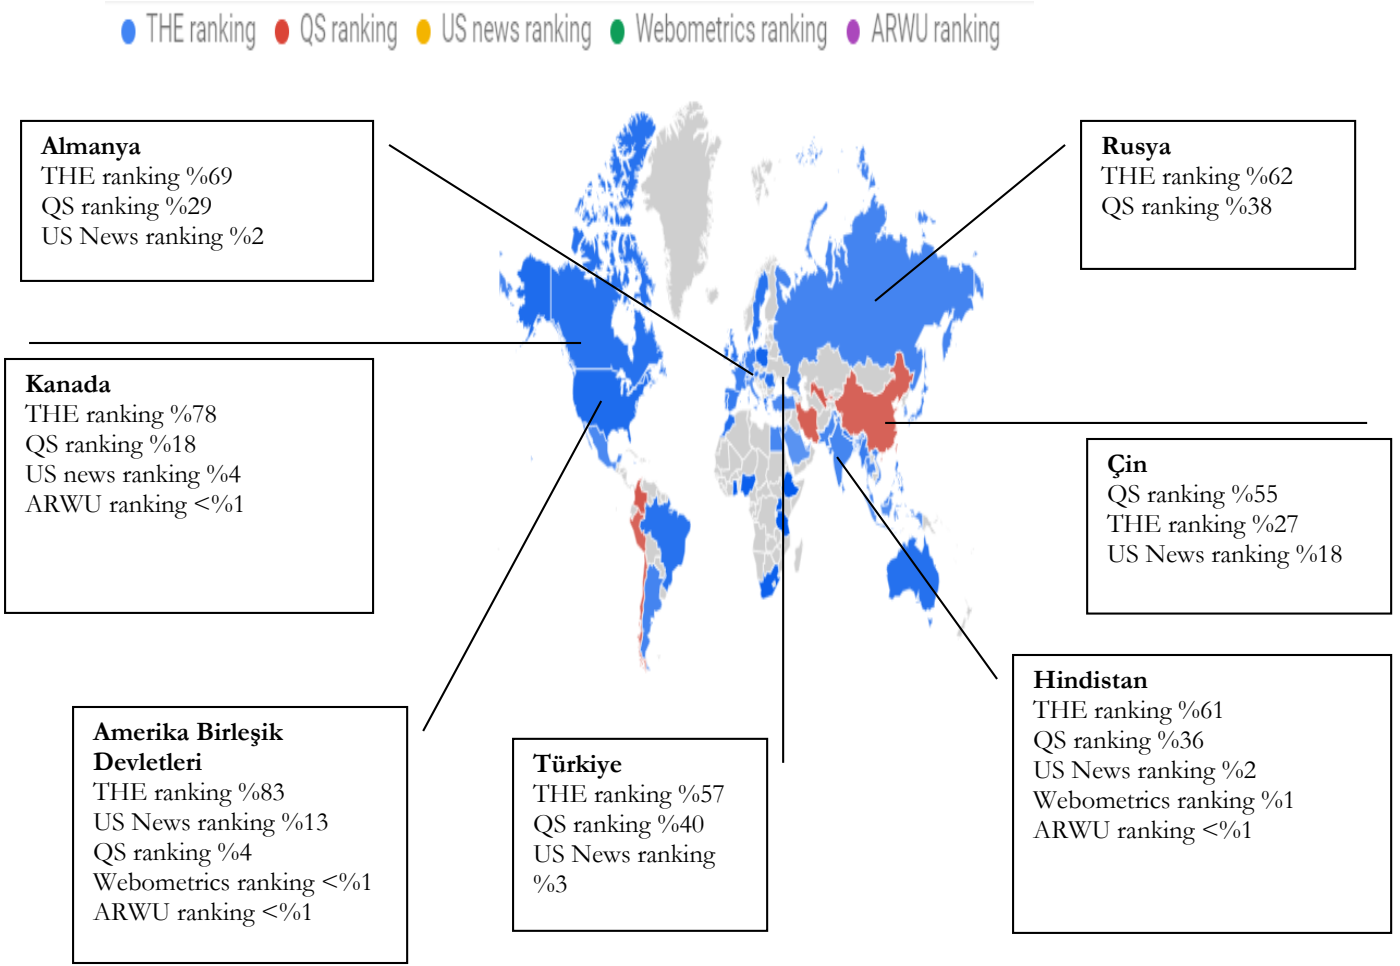 THE ranking QS ranking US news ranking Webometrics ranking ARWU ranking
Almanya
THE ranking %69
QS ranking %29
US News ranking %2
Rusya
THE ranking %62
QS ranking %38
Kanada
THE ranking %78
QS ranking %18
US news ranking %4
ARWU ranking <%1
Çin
QS ranking %55
THE ranking %27
US News ranking %18
Amerika Birleşik
Devletleri
THE ranking %83
US News ranking %13
QS ranking %4
Webometrics ranking <%1
ARWU ranking <%1
Türkiye
THE ranking %57
QS ranking %40
US News ranking
%3
Hindistan
THE ranking %61
QS ranking %36
US News ranking %2
Webometrics ranking %1
ARWU ranking <%1